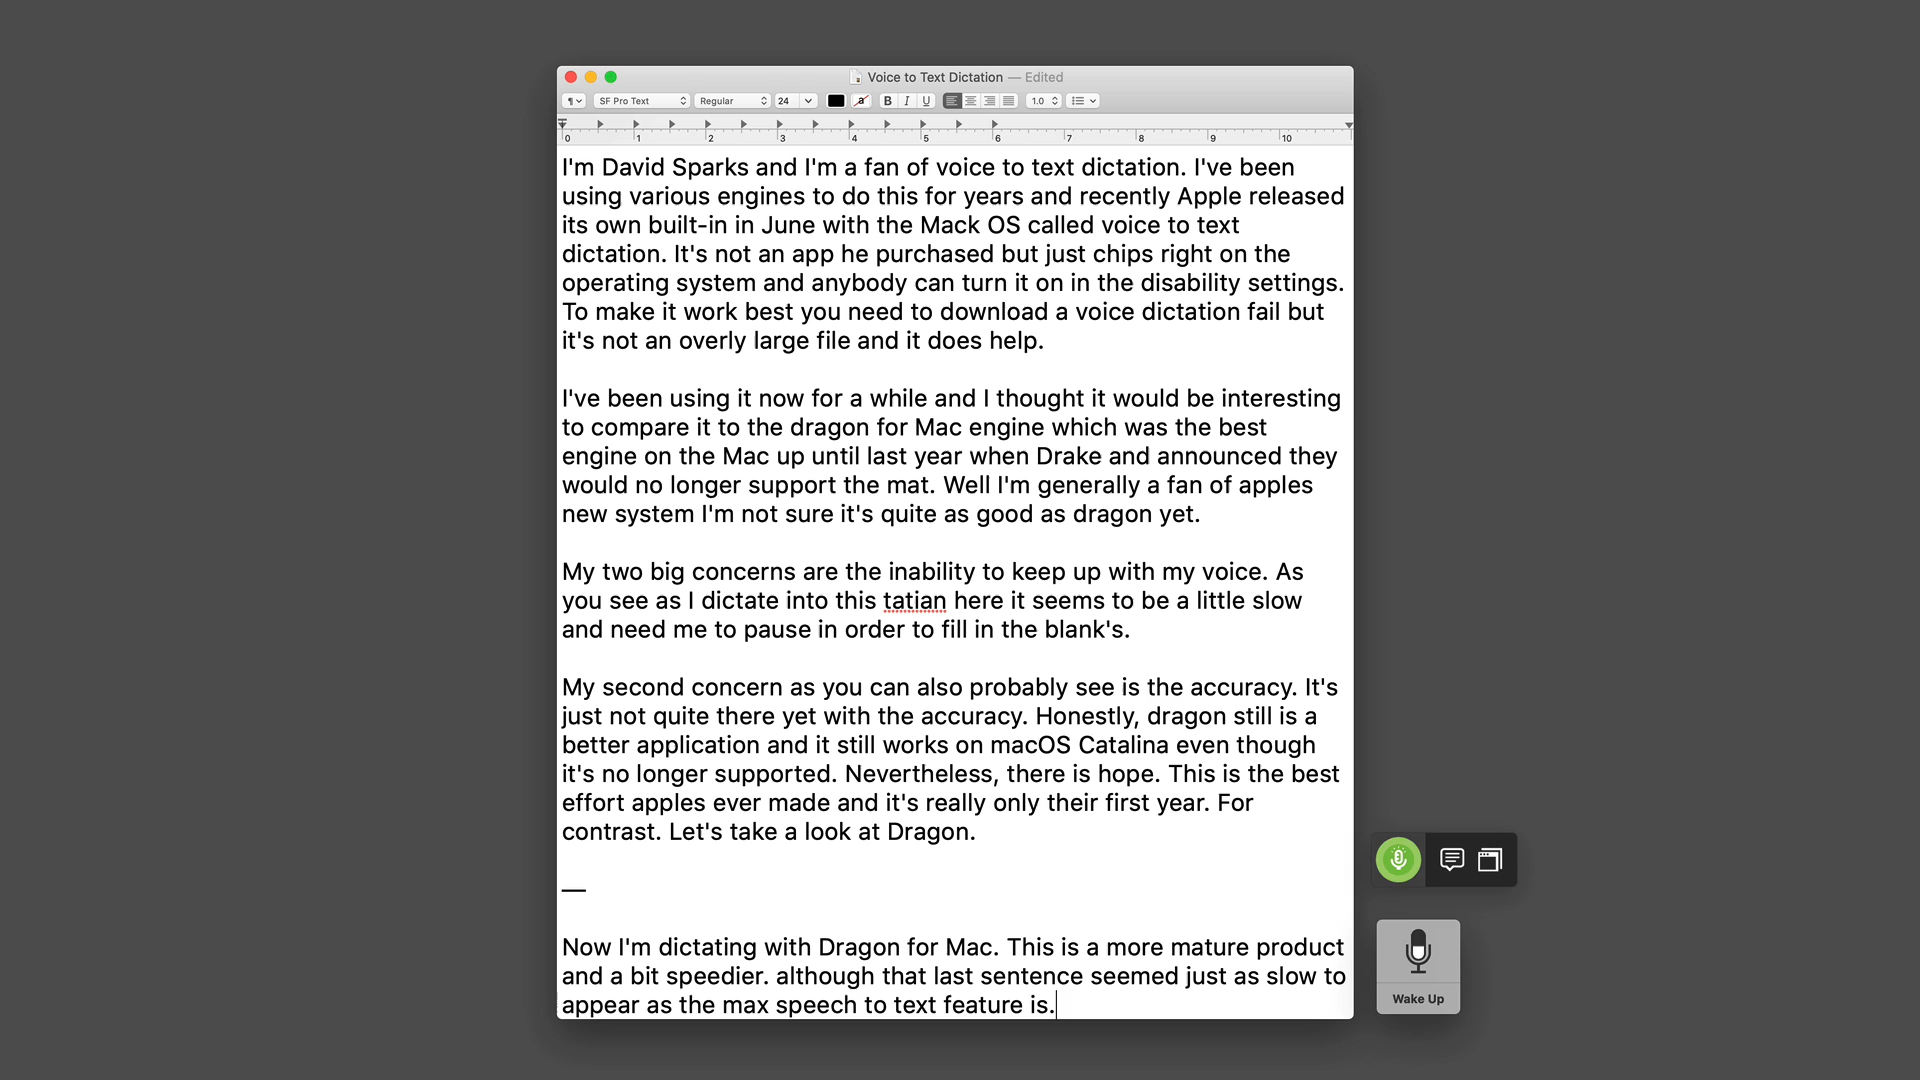 Voice to Text Dictation — Edited
¶ SF Pro Text Regular 24 a B I U 1.0
0 1 2 3 4 5 6 7 8 9 10
I'm David Sparks and I'm a fan of voice to text dictation. I've been
using various engines to do this for years and recently Apple released
its own built-in in June with the Mack OS called voice to text
dictation. It's not an app he purchased but just chips right on the
operating system and anybody can turn it on in the disability settings.
To make it work best you need to download a voice dictation fail but
it's not an overly large file and it does help.
I've been using it now for a while and I thought it would be interesting
to compare it to the dragon for Mac engine which was the best
engine on the Mac up until last year when Drake and announced they
would no longer support the mat. Well I'm generally a fan of apples
new system I'm not sure it's quite as good as dragon yet.
My two big concerns are the inability to keep up with my voice. As
you see as I dictate into this tatian here it seems to be a little slow
and need me to pause in order to fill in the blank's.
My second concern as you can also probably see is the accuracy. It's
just not quite there yet with the accuracy. Honestly, dragon still is a
better application and it still works on macOS Catalina even though
it's no longer supported. Nevertheless, there is hope. This is the best
effort apples ever made and it's really only their first year. For
contrast. Let's take a look at Dragon.
—
Now I'm dictating with Dragon for Mac. This is a more mature product
and a bit speedier. although that last sentence seemed just as slow to
appear as the max speech to text feature is.
Wake Up